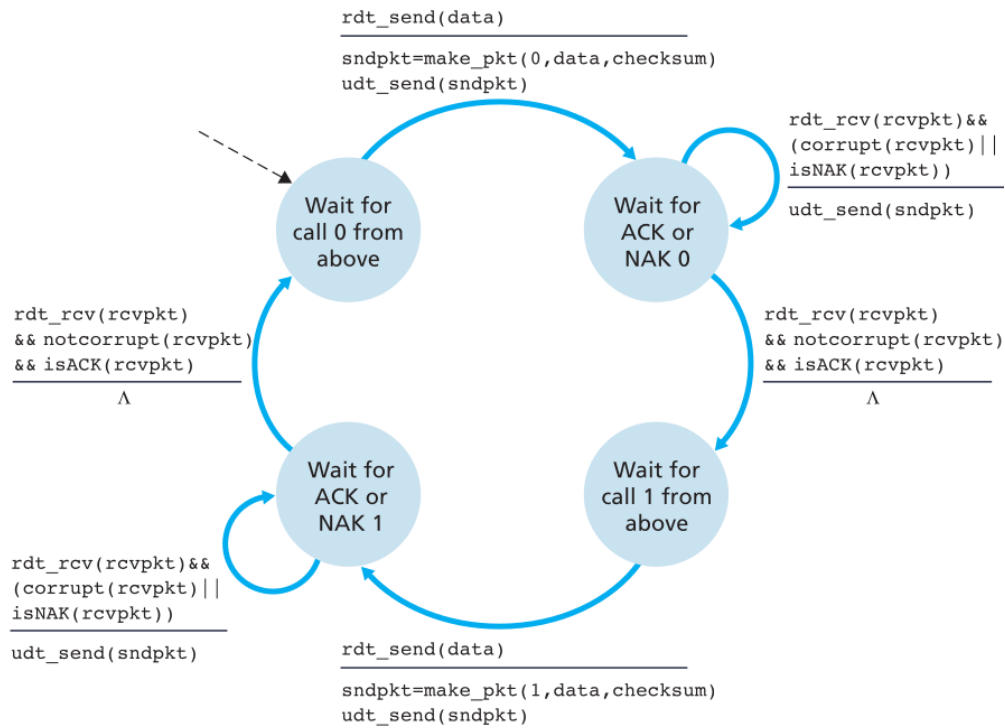 rdt_send(data)
sndpkt=make_pkt(0,data,checksum)
udt_send(sndpkt)
rdt_rcv(rcvpkt)&&
(corrupt(rcvpkt)||
isNAK(rcvpkt))
udt_send(sndpkt)
Wait for
call 0 from
above
Wait for
ACK or
NAK 0
rdt_rcv(rcvpkt)
&& notcorrupt(rcvpkt)
&& isACK(rcvpkt)
Λ
rdt_rcv(rcvpkt)
&& notcorrupt(rcvpkt)
&& isACK(rcvpkt)
Λ
Wait for
ACK or
NAK 1
Wait for
call 1 from
above
rdt_rcv(rcvpkt)&&
(corrupt(rcvpkt)||
isNAK(rcvpkt))
udt_send(sndpkt)
rdt_send(data)
sndpkt=make_pkt(1,data,checksum)
udt_send(sndpkt)